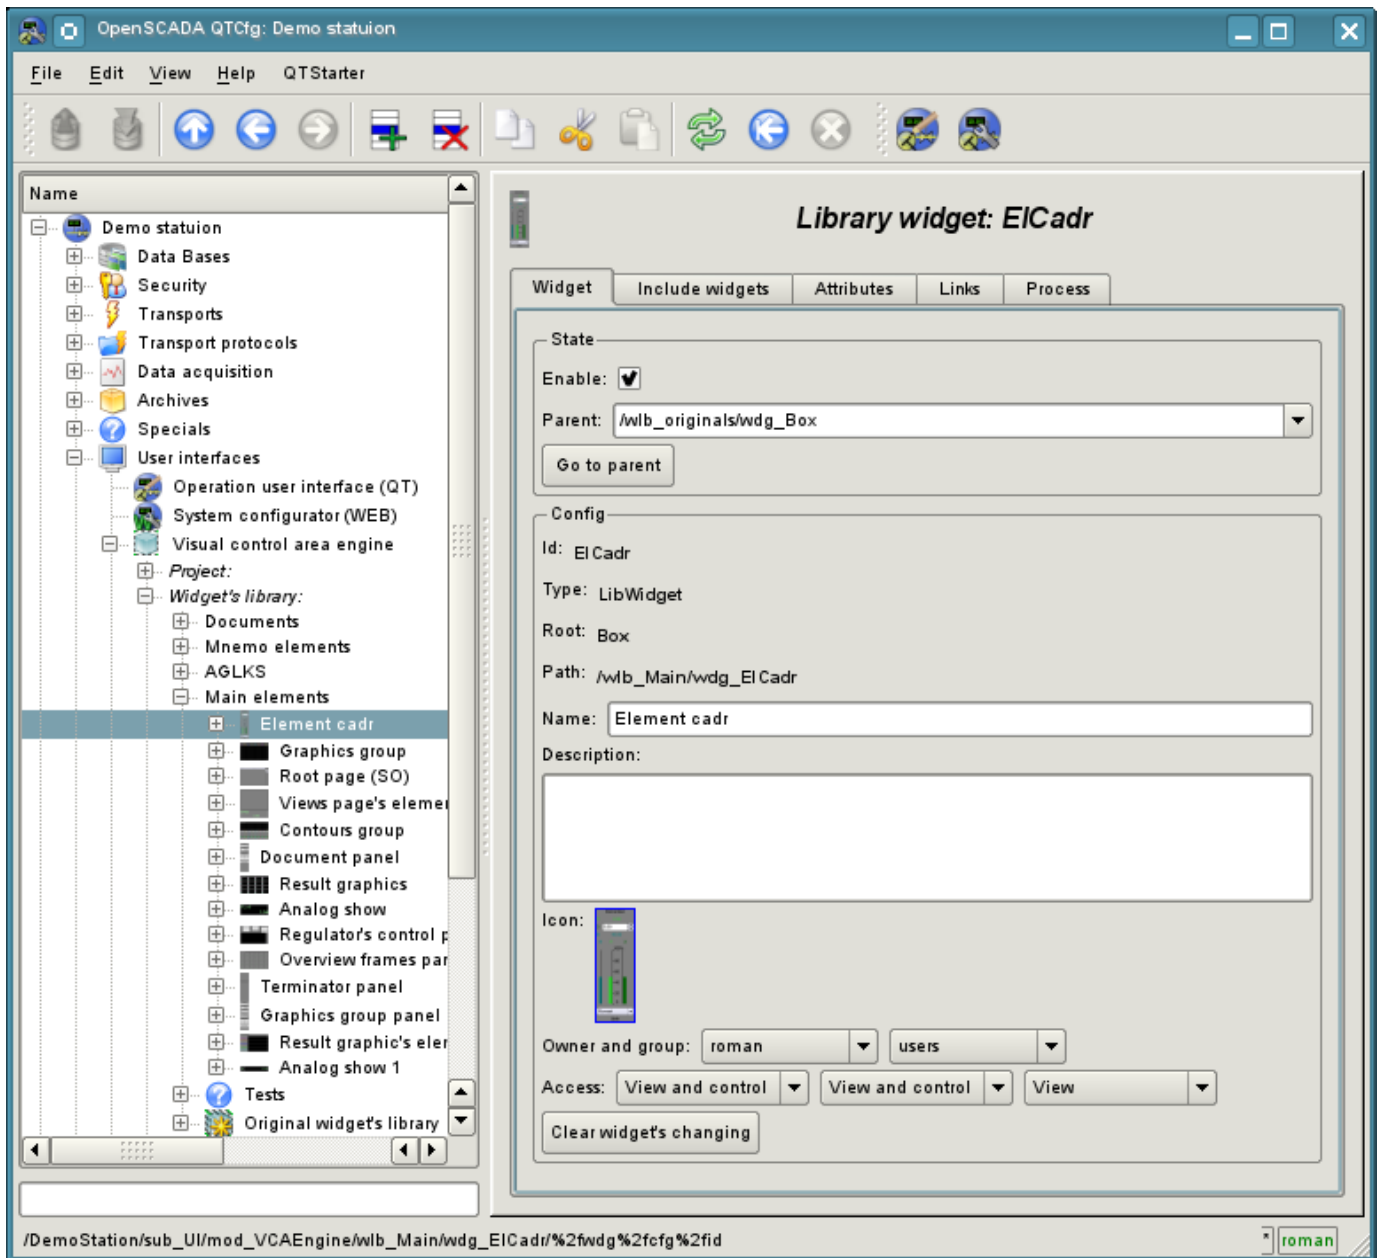 OpenSCADA QTCfg: Demo statuion
File Edit View Help QTStarter
Name
Demo statuion
Data Bases
Security
Transports
Transport protocols
Data acquisition
Archives
Specials
User interfaces
Operation user interface (QT)
System configurator (WEB)
Visual control area engine
Project:
Widget's library:
Documents
Mnemo elements
AGLKS
Main elements
Element cadr
Graphics group
Root page (SO)
Views page's elemer
Contours group
Document panel
Result graphics
Analog show
Regulator's control p
Overview frames par
Terminator panel
Graphics group panel
Result graphic's eler
Analog show 1
Tests
Original widget's library
Library widget: ElCadr
Widget Include widgets Attributes Links Process
State
Enable:
Parent: /wlb_originals/wdg_Box
Go to parent
Config
Id: ElCadr
Type: LibWidget
Root: Box
Path: /wlb_Main/wdg_ElCadr
Name: Element cadr
Description:
Icon:
Owner and group: roman users
Access: View and control View and control View
Clear widget's changing
/DemoStation/sub_UI/mod_VCAEngine/wlb_Main/wdg_ElCadr/%2fwdg%2fcfg%2fid * roman